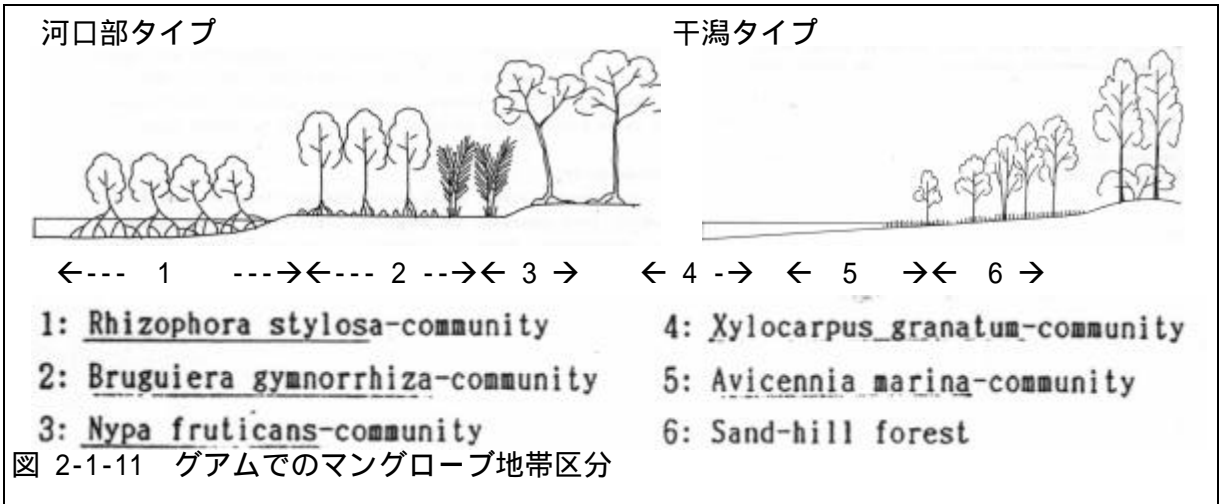 河口部タイプ 干潟タイプ
←--- 1 ---→←--- 2 --→← 3 → ← 4 -→ ← 5 →← 6 →
1: Rhizophora stylosa-community 4: Xylocarpus granatum-community
2: Bruguiera gymnorrhiza-community 5: Avicennia marina-community
3: Nypa fruticans-community 6: Sand-hill forest
図 2-1-11 グアムでのマングローブ地帯区分